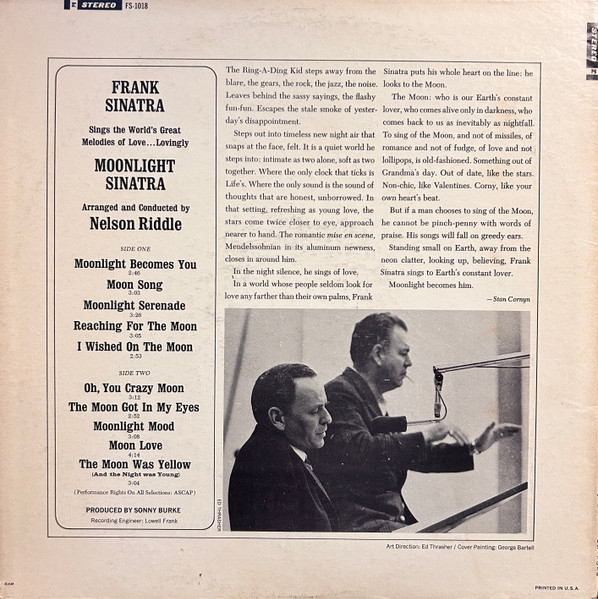 STEREO FS-1018
STEREO
FRANK
SINATRA
Sings the World's Great
Melodies of Love...Lovingly
MOONLIGHT
SINATRA
Arranged and Conducted by
Nelson Riddle
SIDE ONE
Moonlight Becomes You
2:46
Moon Song
3:03
Moonlight Serenade
3:26
Reaching For The Moon
3:05
I Wished On The Moon
2:53
SIDE TWO
Oh, You Crazy Moon
3:12
The Moon Got In My Eyes
2:52
Moonlight Mood
3:08
Moon Love
4:14
The Moon Was Yellow
(And the Night was Young)
3:04
(Performance Rights On All Selections: ASCAP)
PRODUCED BY SONNY BURKE
Recording Engineer: Lowell Frank
The Ring-A-Ding Kid steps away from the
blare, the gears, the rock, the jazz, the noise.
Leaves behind the sassy sayings, the flashy
fun-fun. Escapes the stale smoke of yester-
day's disappointment.
Steps out into timeless new night air that
snaps at the face, felt. It is a quiet world he
steps into: intimate as two alone, soft as two
together. Where the only clock that ticks is
Life's. Where the only sound is the sound of
thoughts that are honest, unborrowed. In
that setting, refreshing as young love, the
stars come twice closer to eye, approach
nearer to hand. The romantic mise en scene,
Mendelssohnian in its aluminum newness,
closes in around him.
In the night silence, he sings of love.
In a world whose people seldom look for
love any farther than their own palms, Frank
Sinatra puts his whole heart on the line: he
looks to the Moon.
The Moon: who is our Earth's constant
lover, who comes alive only in darkness, who
comes back to us as inevitably as nightfall.
To sing of the Moon, and not of missiles, of
romance and not of fudge, of love and not
lollipops, is old-fashioned. Something out of
Grandma's day. Out of date, like the stars.
Non-chic, like Valentines. Corny, like your
own heart's beat.
But if a man chooses to sing of the Moon,
he cannot be pinch-penny with words of
praise. His songs will fall on greedy ears.
Standing small on Earth, away from the
neon clatter, looking up, believing, Frank
Sinatra sings to Earth's constant lover.
Moonlight becomes him.
—Stan Cornyn
ED THRASHER
Art Direction: Ed Thrasher / Cover Painting: George Bartell
PRINTED IN U.S.A.